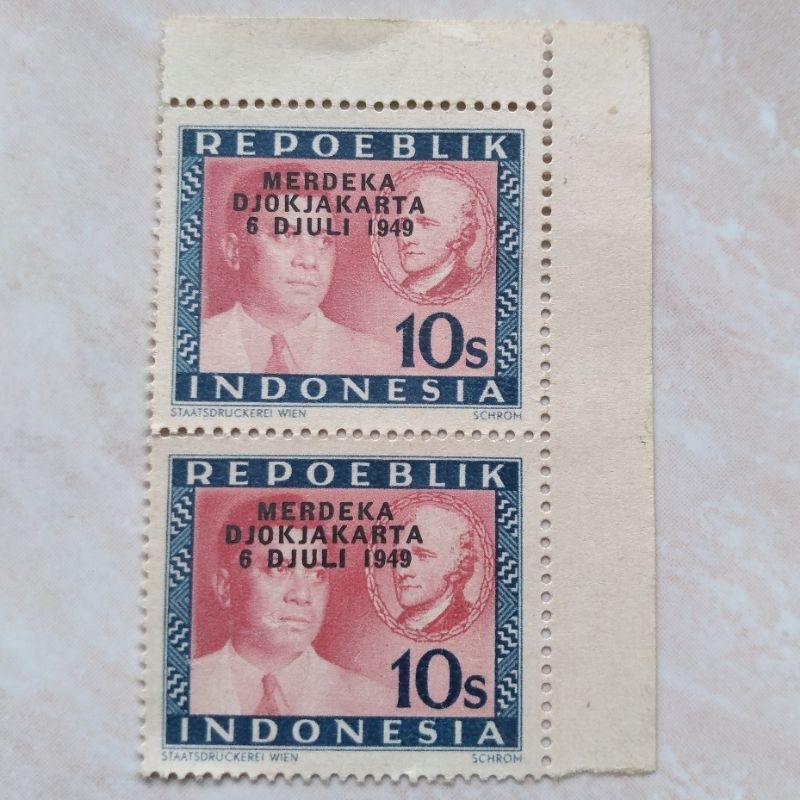 REPOEBLIK
MERDEKA
DJOKJAKARTA
6 DJULI 1949
10s
INDONESIA
STAATSDRUCKEREI WIEN SCHROM
REPOEBLIK
MERDEKA
DJOKJAKARTA
6 DJULI 1949
10s
INDONESIA
STAATSDRUCKEREI WIEN SCHROM